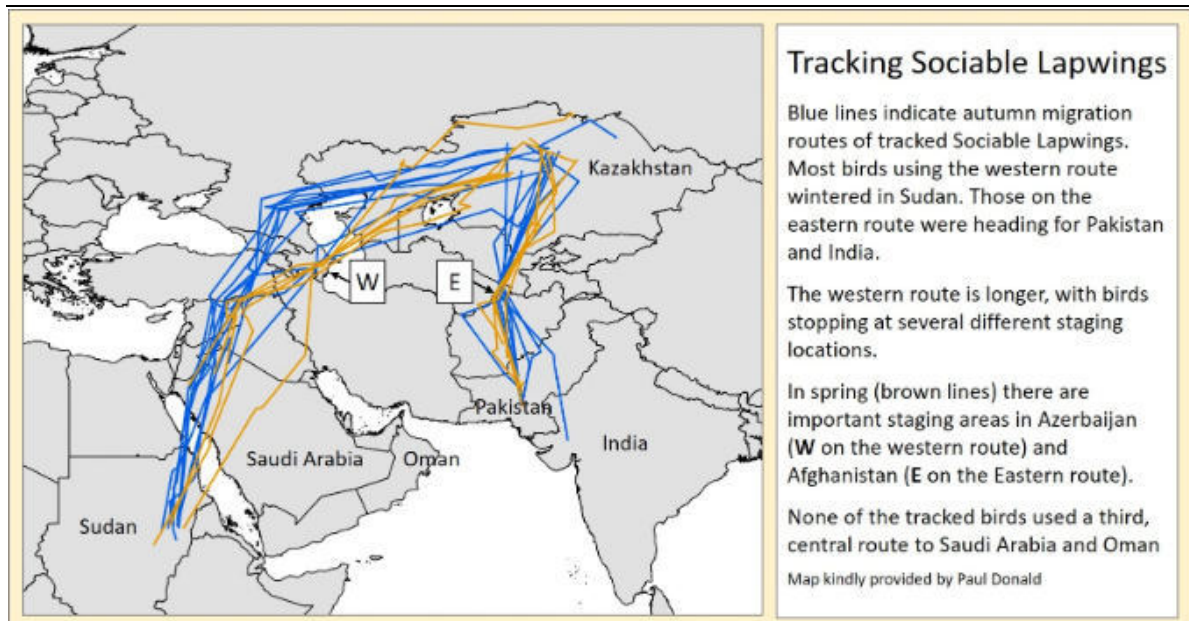 Tracking Sociable Lapwings
Blue lines indicate autumn migration
routes of tracked Sociable Lapwings.
Most birds using the western route
wintered in Sudan. Those on the
eastern route were heading for Pakistan
and India.
The western route is longer, with birds
stopping at several different staging
locations.
In spring (brown lines) there are
important staging areas in Azerbaijan
(W on the western route) and
Afghanistan (E on the Eastern route).
None of the tracked birds used a third,
central route to Saudi Arabia and Oman
Map kindly provided by Paul Donald
Kazakhstan
W
E
Pakistan
India
Saudi Arabia
Oman
Sudan